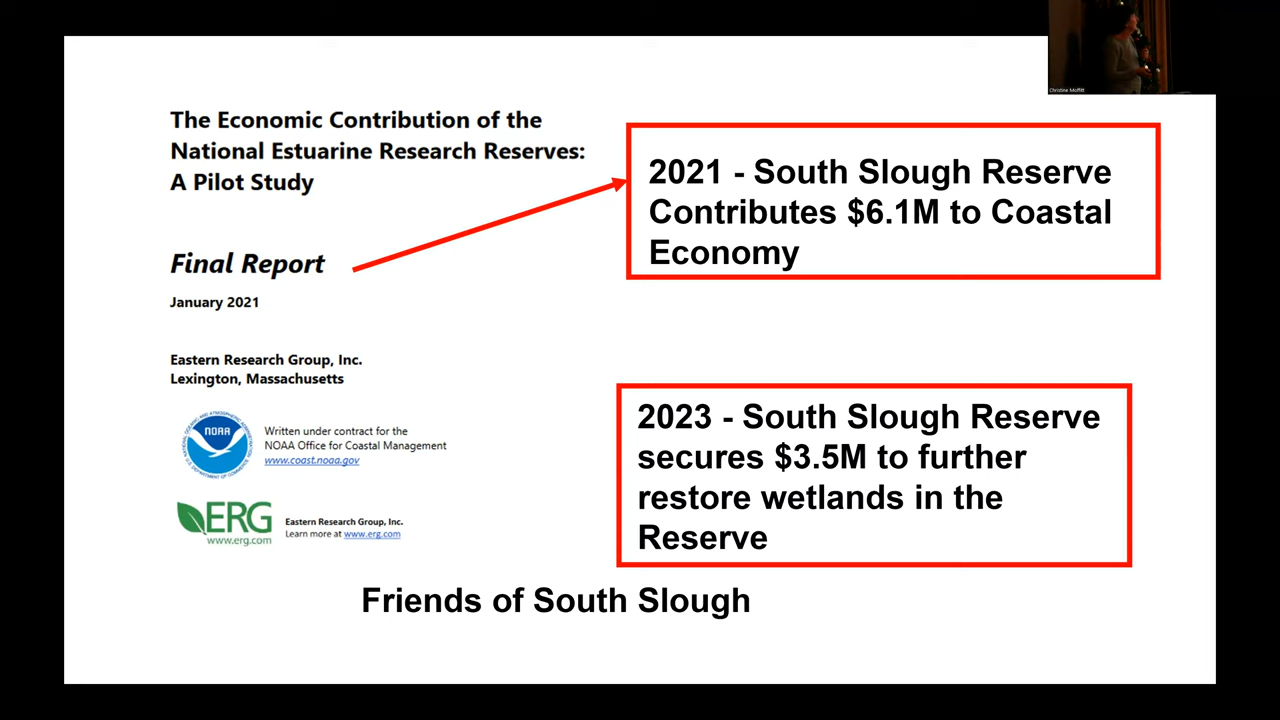 Christine Moffitt
The Economic Contribution of the
National Estuarine Research Reserves:
A Pilot Study
Final Report
January 2021
Eastern Research Group, Inc.
Lexington, Massachusetts
NOAA
Written under contract for the
NOAA Office for Coastal Management
www.coast.noaa.gov
ERG
www.erg.com
Eastern Research Group, Inc.
Learn more at www.erg.com
2021 - South Slough Reserve
Contributes $6.1M to Coastal
Economy
2023 - South Slough Reserve
secures $3.5M to further
restore wetlands in the
Reserve
Friends of South Slough